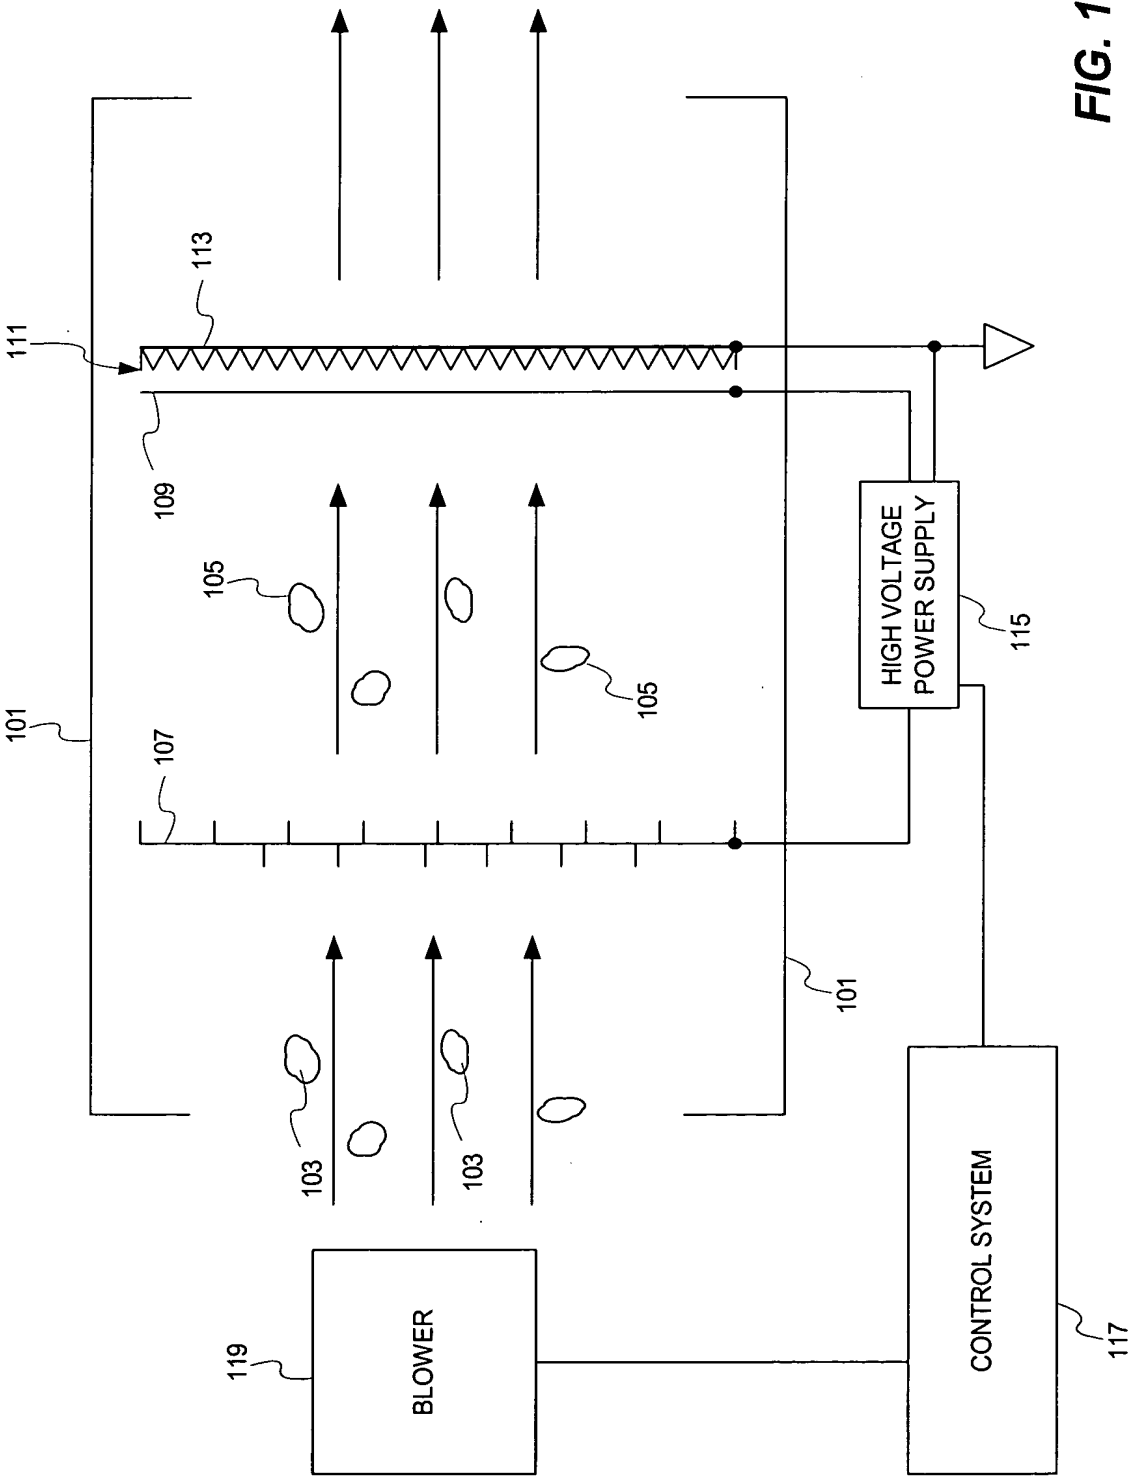 101
111
113
109
107
105
105
103
103
101
119
BLOWER
HIGH VOLTAGE
POWER SUPPLY
115
CONTROL SYSTEM
117
FIG. 1